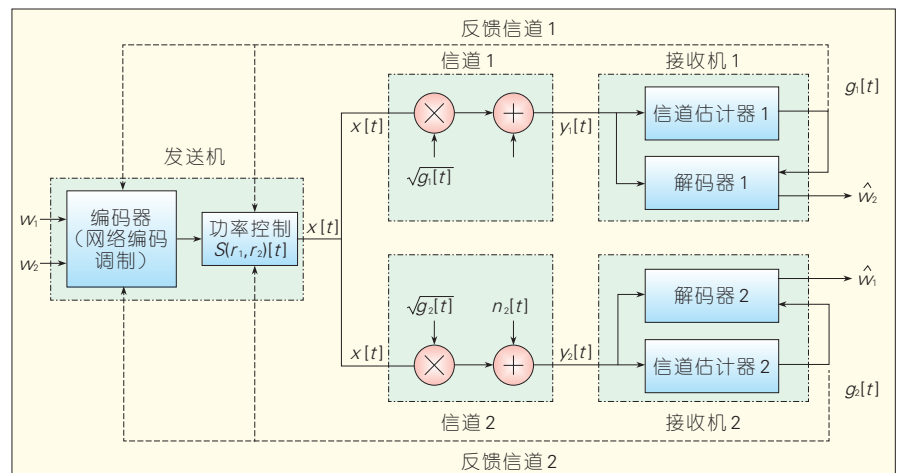 反馈信道1
信道1
接收机1
发送机
w₁
w₂
编码器
（网络编码
调制）
功率控制
S(r₁,r₂)[t]
x[t]
x[t]
√g₁[t]
y₁[t]
信道估计器1
解码器1
g₁[t]
ŵ₂
x[t]
√g₂[t]
n₂[t]
y₂[t]
解码器2
信道估计器2
ŵ₁
g₂[t]
信道2
接收机2
反馈信道2